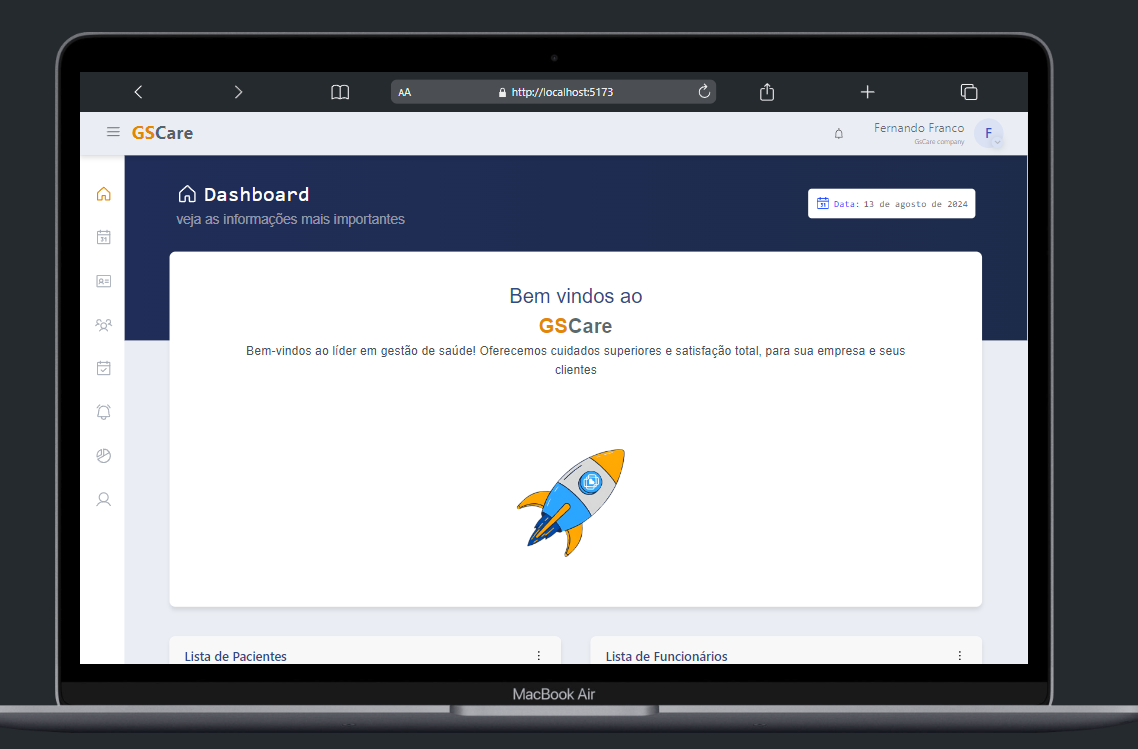 AA
http://localhost:5173
GSCare
Fernando Franco
GsCare company
F
Dashboard
veja as informações mais importantes
31
Data: 13 de agosto de 2024
31
Bem vindos ao
GSCare
Bem-vindos ao líder em gestão de saúde! Oferecemos cuidados superiores e satisfação total, para sua empresa e seus
clientes
Lista de Pacientes
Lista de Funcionários
MacBook Air